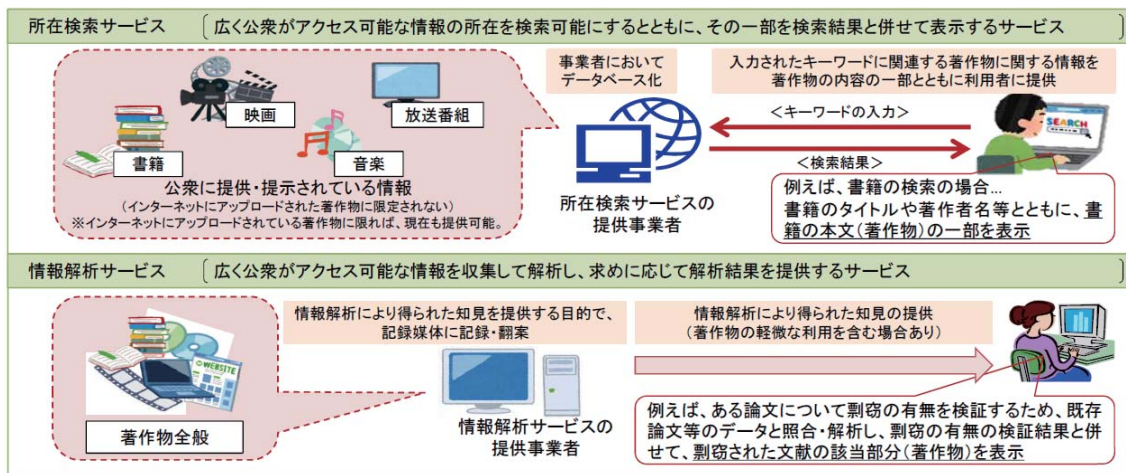 所在検索サービス
広く公衆がアクセス可能な情報の所在を検索可能にするとともに、その一部を検索結果と併せて表示するサービス
映画
放送番組
書籍
音楽
公衆に提供・提示されている情報
（インターネットにアップロードされた著作物に限定されない）
※インターネットにアップロードされている著作物に限れば、現在も提供可能。
事業者において
データベース化
所在検索サービスの
提供事業者
入力されたキーワードに関連する著作物に関する情報を
著作物の内容の一部とともに利用者に提供
＜キーワードの入力＞
＜検索結果＞
SEARCH
例えば、書籍の検索の場合…
書籍のタイトルや著作者名等とともに、書
籍の本文（著作物）の一部を表示
情報解析サービス
広く公衆がアクセス可能な情報を収集して解析し、求めに応じて解析結果を提供するサービス
WEBSITE
著作物全般
情報解析により得られた知見を提供する目的で、
記録媒体に記録・翻案
情報解析サービスの
提供事業者
情報解析により得られた知見の提供
（著作物の軽微な利用を含む場合あり）
例えば、ある論文について剽窃の有無を検証するため、既存
論文等のデータと照合・解析し、剽窃の有無の検証結果と併
せて、剽窃された文献の該当部分（著作物）を表示